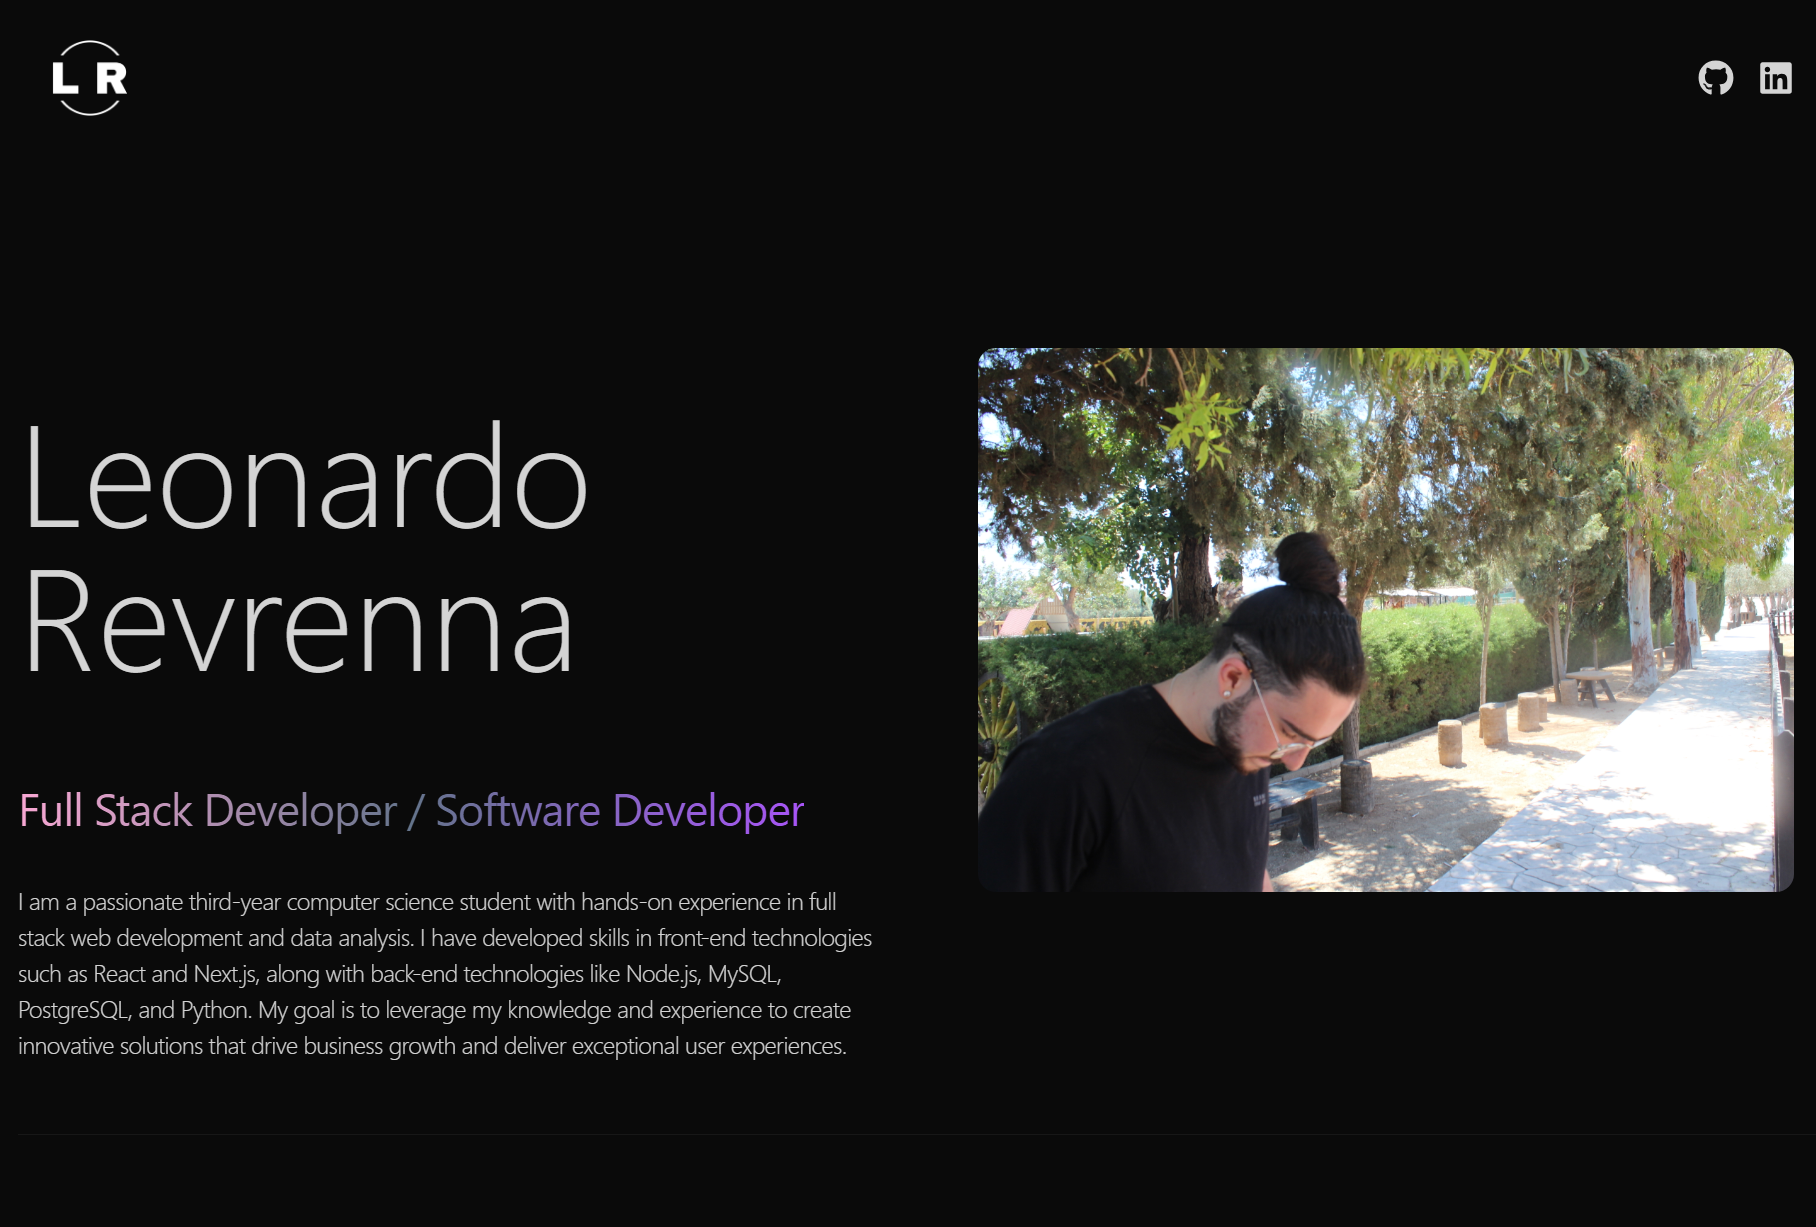 L R
in
Leonardo
Revrenna
Full Stack Developer / Software Developer
I am a passionate third-year computer science student with hands-on experience in full
stack web development and data analysis. I have developed skills in front-end technologies
such as React and Next.js, along with back-end technologies like Node.js, MySQL,
PostgreSQL, and Python. My goal is to leverage my knowledge and experience to create
innovative solutions that drive business growth and deliver exceptional user experiences.